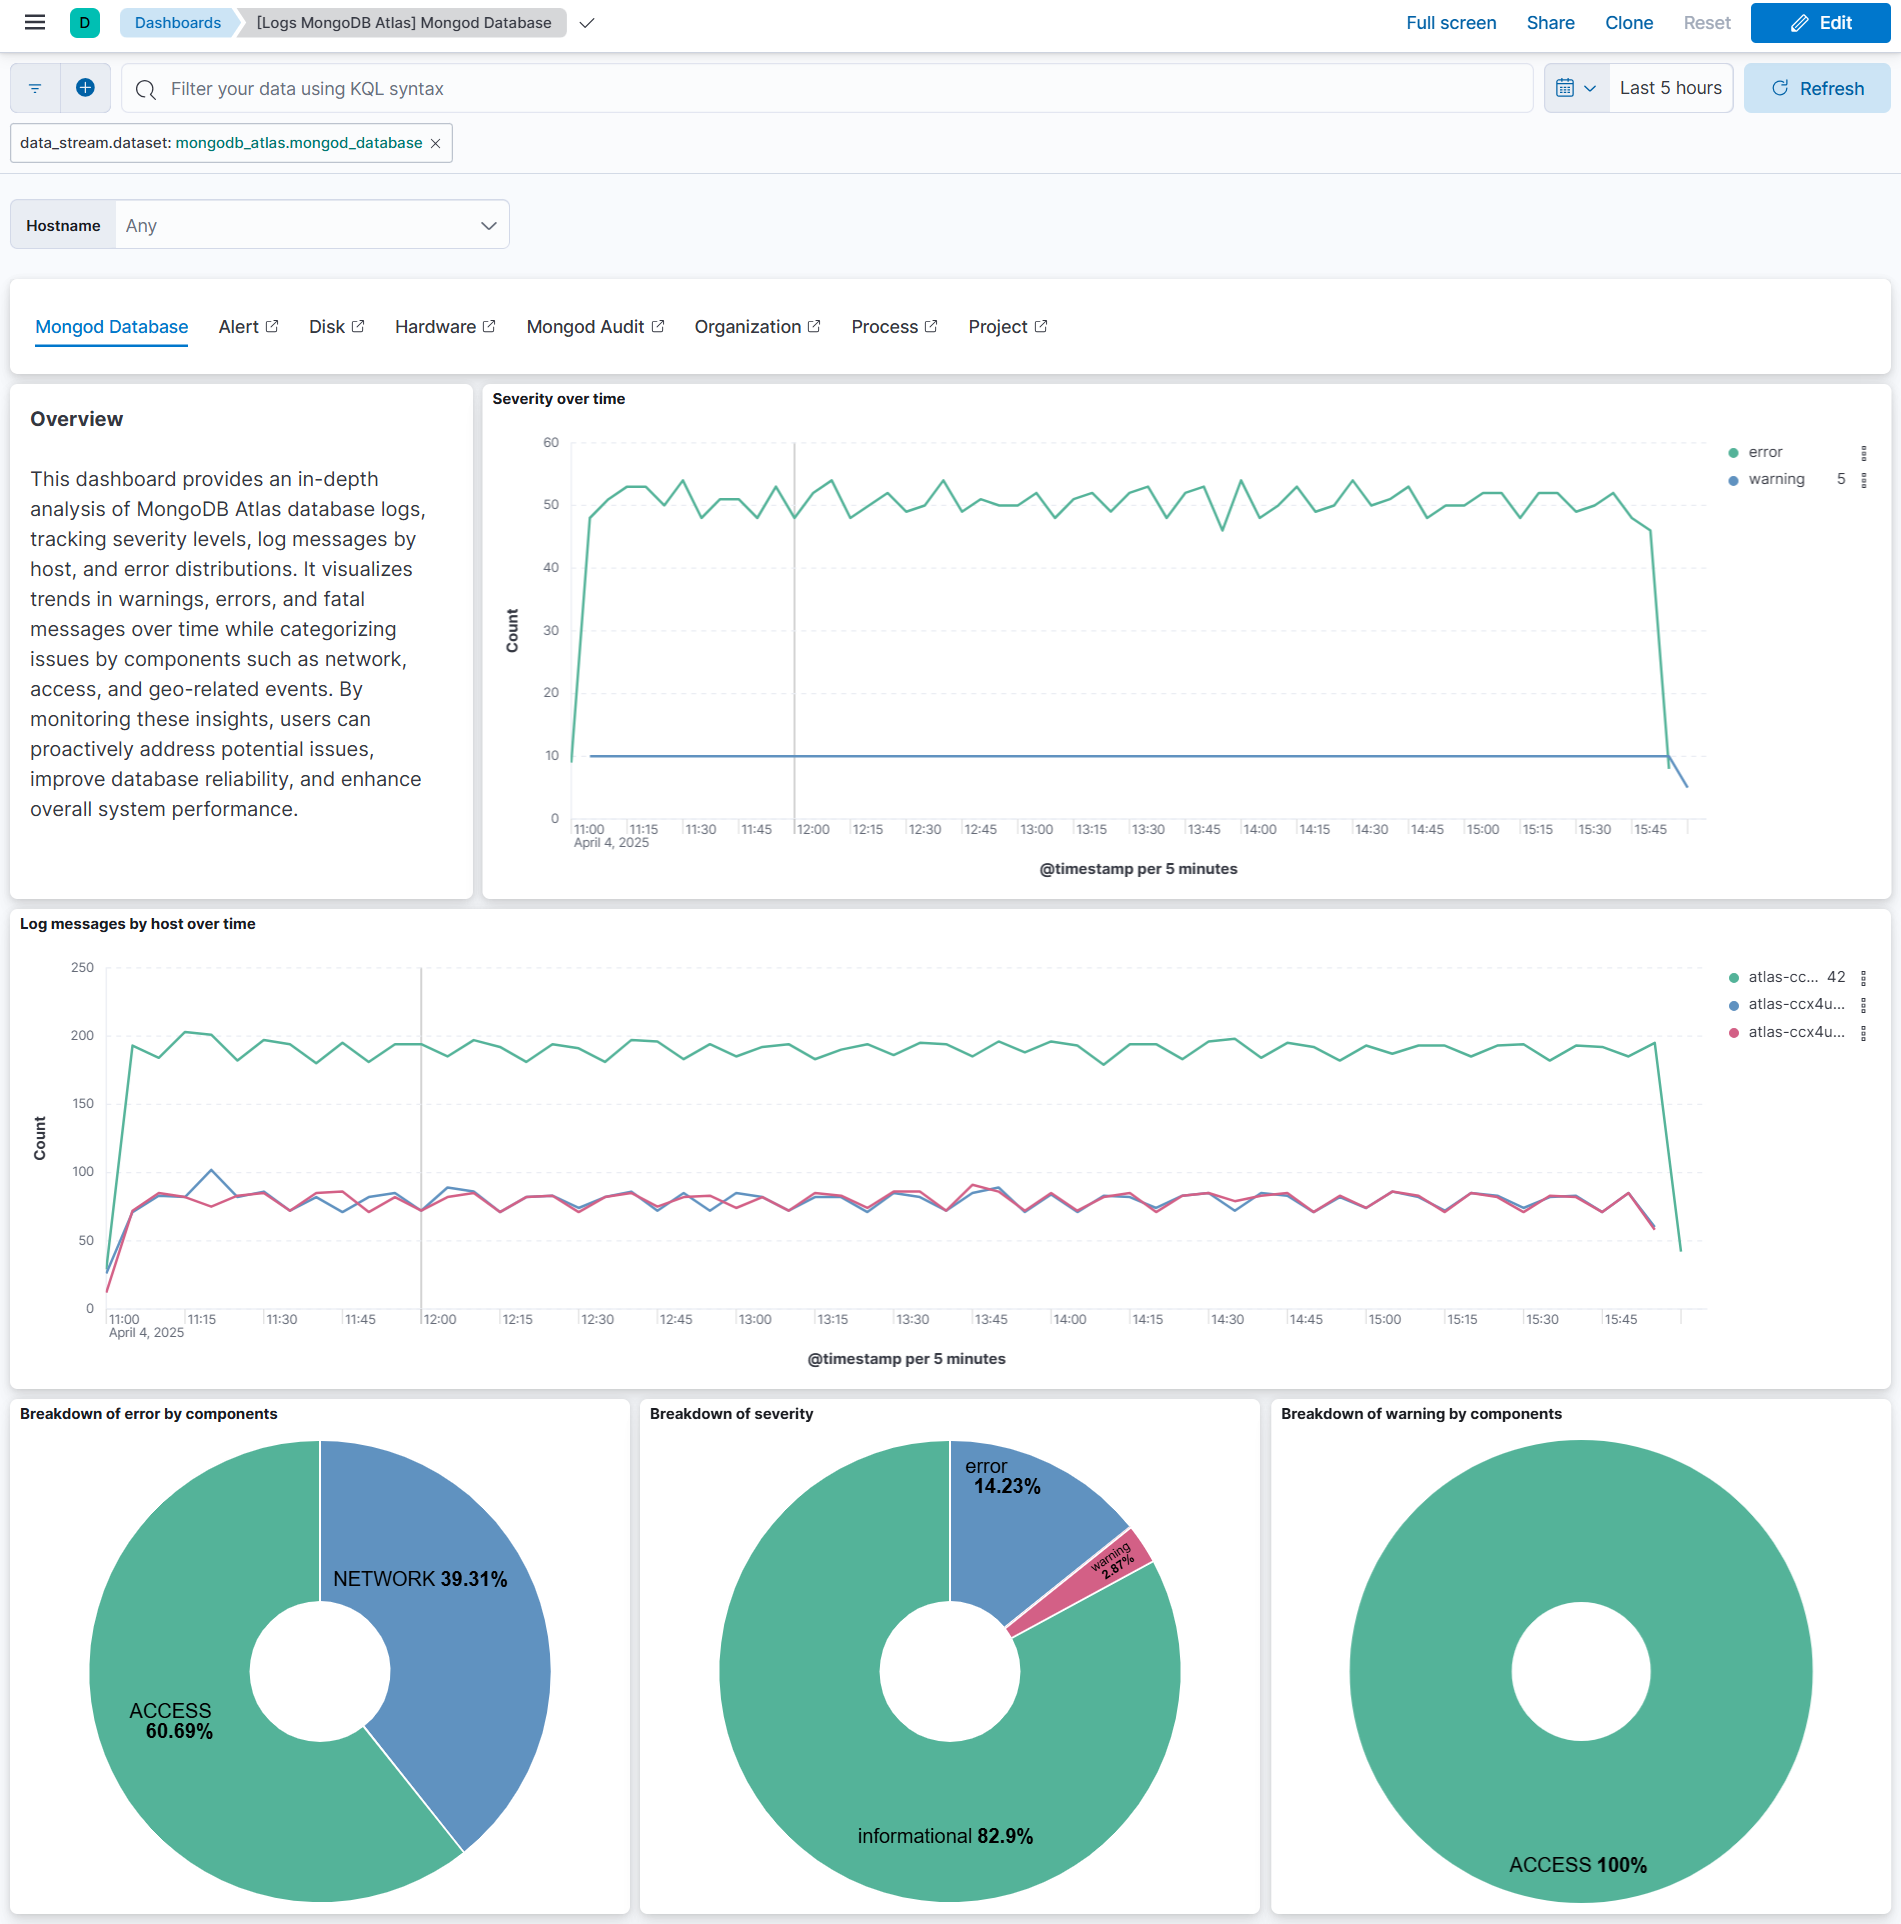 D
Dashboards
[Logs MongoDB Atlas] Mongod Database
Full screen
Share
Clone
Reset
Edit
Filter your data using KQL syntax
Last 5 hours
Refresh
data_stream.dataset: mongodb_atlas.mongod_database
Hostname
Any
Mongod Database
Alert
Disk
Hardware
Mongod Audit
Organization
Process
Project
Overview
This dashboard provides an in-depth
analysis of MongoDB Atlas database logs,
tracking severity levels, log messages by
host, and error distributions. It visualizes
trends in warnings, errors, and fatal
messages over time while categorizing
issues by components such as network,
access, and geo-related events. By
monitoring these insights, users can
proactively address potential issues,
improve database reliability, and enhance
overall system performance.
Severity over time
60
50
40
30
20
10
0
Count
11:00
11:15
11:30
11:45
12:00
12:15
12:30
12:45
13:00
13:15
13:30
13:45
14:00
14:15
14:30
14:45
15:00
15:15
15:30
15:45
April 4, 2025
@timestamp per 5 minutes
error
warning 5
Log messages by host over time
250
200
150
100
50
0
Count
11:00
11:15
11:30
11:45
12:00
12:15
12:30
12:45
13:00
13:15
13:30
13:45
14:00
14:15
14:30
14:45
15:00
15:15
15:30
15:45
April 4, 2025
@timestamp per 5 minutes
atlas-cc... 42
atlas-ccx4u...
atlas-ccx4u...
Breakdown of error by components
NETWORK 39.31%
ACCESS
60.69%
Breakdown of severity
error
14.23%
warning
2.87%
informational 82.9%
Breakdown of warning by components
ACCESS 100%